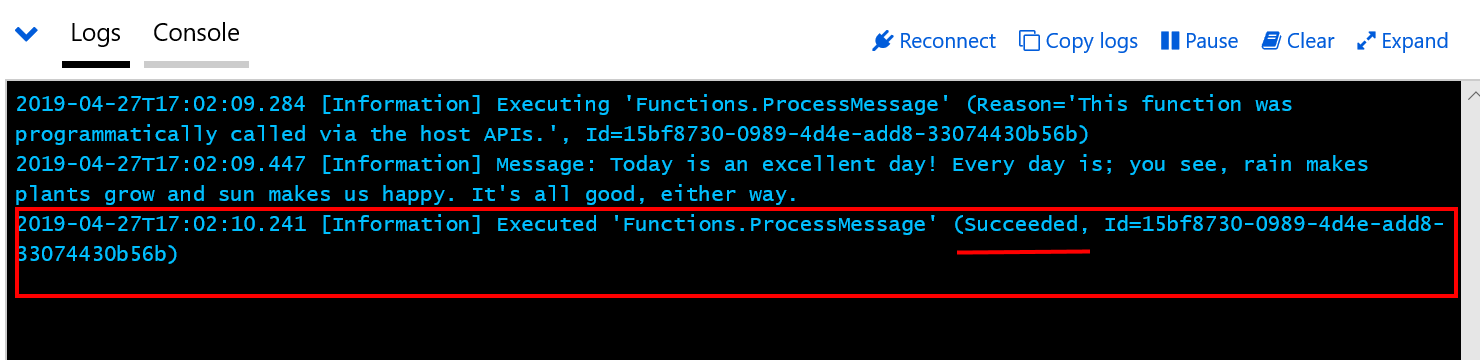 Logs Console Reconnect Copy logs Pause Clear Expand
2019-04-27T17:02:09.284 [Information] Executing 'Functions.ProcessMessage' (Reason='This function was
programmatically called via the host APIs.', Id=15bf8730-0989-4d4e-add8-33074430b56b)
2019-04-27T17:02:09.447 [Information] Message: Today is an excellent day! Every day is; you see, rain makes
plants grow and sun makes us happy. It's all good, either way.
2019-04-27T17:02:10.241 [Information] Executed 'Functions.ProcessMessage' (Succeeded, Id=15bf8730-0989-4d4e-add8-
33074430b56b)